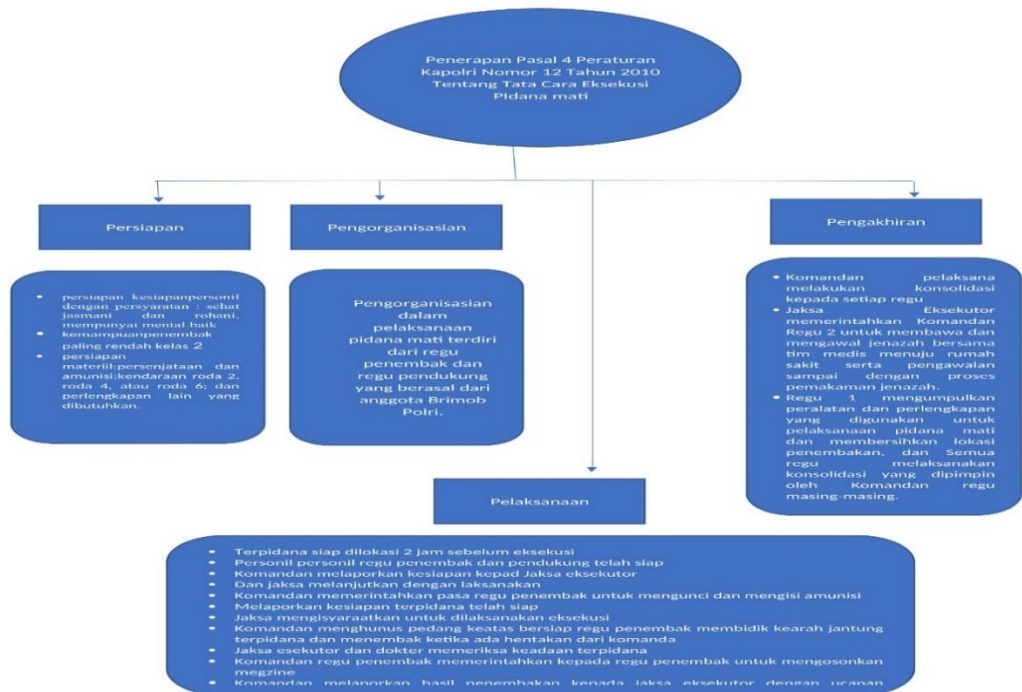 Penerapan Pasal 4 Peraturan
Kapolri Nomor 12 Tahun 2010
Tentang Tata Cara Eksekusi
PIdana mati
Persiapan
Pengorganisasian
Pengakhiran
• persiapan kesiapanpersonil
dengan persyaratan : sehat
jasmani dan rohani,
mempunyai mental baik
• kemampuanpenembak
paling rendah kelas 2
• persiapan
materiil:persenjataan dan
amunisi;kendaraan roda 2,
roda 4, atau roda 6; dan
perlengkapan lain yang
dibutuhkan.
Pengorganisasian
dalam
pelaksanaan
pidana mati terdiri
dari regu
penembak dan
regu pendukung
yang berasal dari
anggota Brimob
Polri.
• Komandan pelaksana
melakukan konsolidasi
kepada setiap regu
• Jaksa Eksekutor
memerintahkan Komandan
Regu 2 untuk membawa dan
mengawal jenazah bersama
tim medis menuju rumah
sakit serta pengawalan
sampai dengan proses
pemakaman jenazah.
• Regu 1 mengumpulkan
peralatan dan perlengkapan
yang digunakan untuk
pelaksanaan pidana mati
dan membersihkan lokasi
penembakan, dan Semua
regu melaksanakan
konsolidasi yang dipimpin
oleh Komandan regu
masing-masing.
Pelaksanaan
• Terpidana siap dilokasi 2 jam sebelum eksekusi
• Personil personil regu penembak dan pendukung telah siap
• Komandan melaporkan kesiapan kepad Jaksa eksekutor
• Dan jaksa melanjutkan dengan laksanakan
• Komandan memerintahkan pasa regu penembak untuk mengunci dan mengisi amunisi
• Melaporkan kesiapan terpidana telah siap
• Jaksa mengisyaraatkan untuk dilaksanakan eksekusi
• Komandan menghunus pedang keatas bersiap regu penembak membidik kearah jantung
terpidana dan menembak ketika ada hentakan dari komanda
• Jaksa esekutor dan dokter memeriksa keadaan terpidana
• Komandan regu penembak memerintahkan kepada regu penembak untuk mengosonkan
megzine
• Komandan melaporkan hasil penembakan kepada jaksa eksekutor dengan ucapan